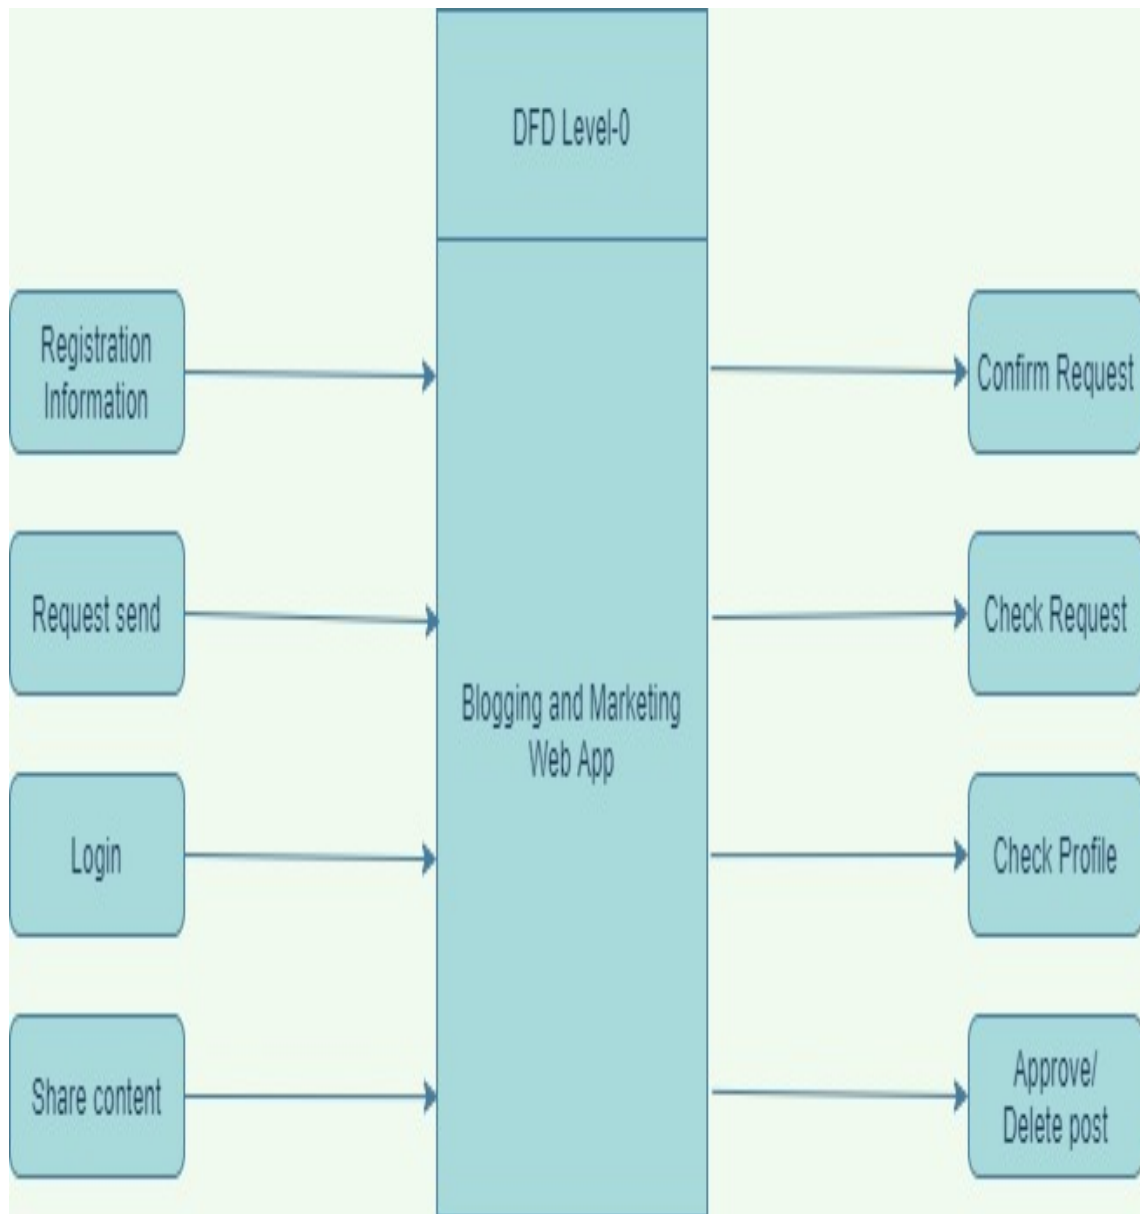 DFD Level-0
Registration
Information
Confirm Request
Request send
Check Request
Blogging and Marketing
Web App
Login
Check Profile
Share content
Approve/
Delete post